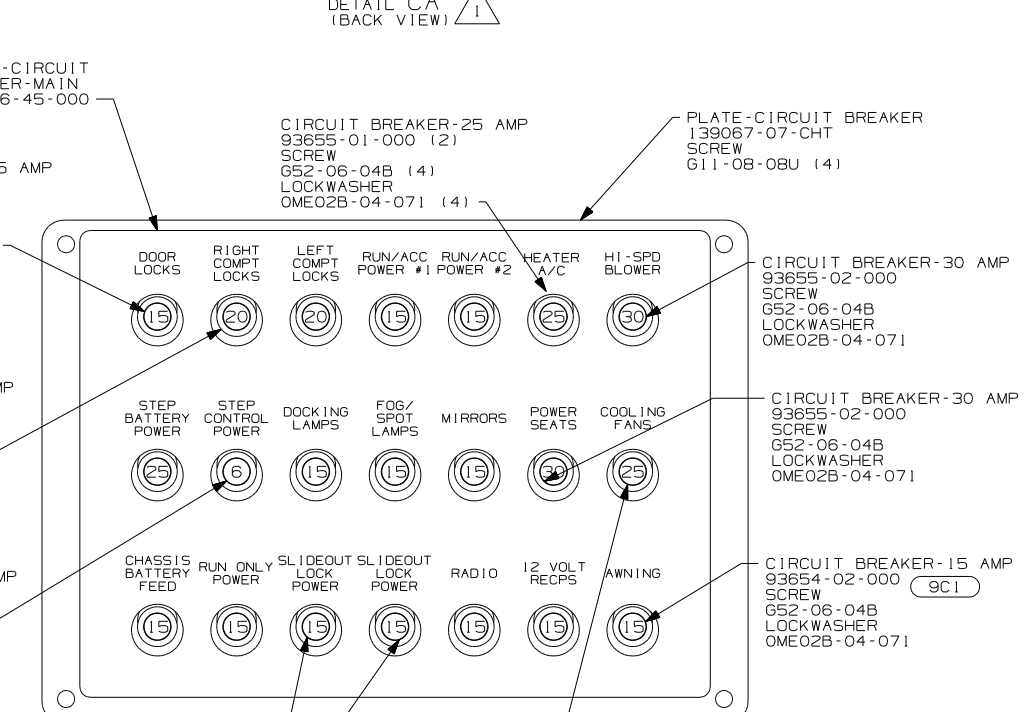 DETAIL CA
(BACK VIEW) 1
-CIRCUIT
ER-MAIN
6-45-000
5 AMP
CIRCUIT BREAKER-25 AMP
93655-01-000 (2)
SCREW
G52-06-04B (4)
LOCKWASHER
OME02B-04-071 (4)
PLATE-CIRCUIT BREAKER
139067-07-CHT
SCREW
G11-08-08U (4)
DOOR
LOCKS
RIGHT
COMPT
LOCKS
LEFT
COMPT
LOCKS
RUN/ACC
POWER #1
RUN/ACC
POWER #2
HEATER
A/C
HI-SPD
BLOWER
15 20 20 15 15 25 30
CIRCUIT BREAKER-30 AMP
93655-02-000
SCREW
G52-06-04B
LOCKWASHER
OME02B-04-071
MP
STEP
BATTERY
POWER
STEP
CONTROL
POWER
DOCKING
LAMPS
FOG/
SPOT
LAMPS
MIRRORS
POWER
SEATS
COOLING
FANS
25 6 15 15 15 30 25
CIRCUIT BREAKER-30 AMP
93655-02-000
SCREW
G52-06-04B
LOCKWASHER
OME02B-04-071
MP
CHASSIS
BATTERY
FEED
RUN ONLY
POWER
SLIDEOUT
LOCK
POWER
SLIDEOUT
LOCK
POWER
RADIO
12 VOLT
RECPS
AWNING
15 15 15 15 15 15 15
CIRCUIT BREAKER-15 AMP
93654-02-000 9C1
SCREW
G52-06-04B
LOCKWASHER
OME02B-04-071